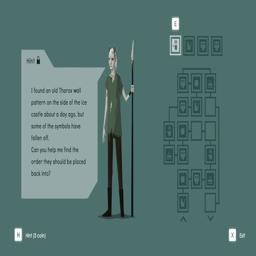 E
Hint
I found an old Tharox wall
pattern on the side of the ice
castle about a day ago, but
some of the symbols have
fallen off.
Can you help me find the
order they should be placed
back into?
H Hint (3 coin)
X Exit